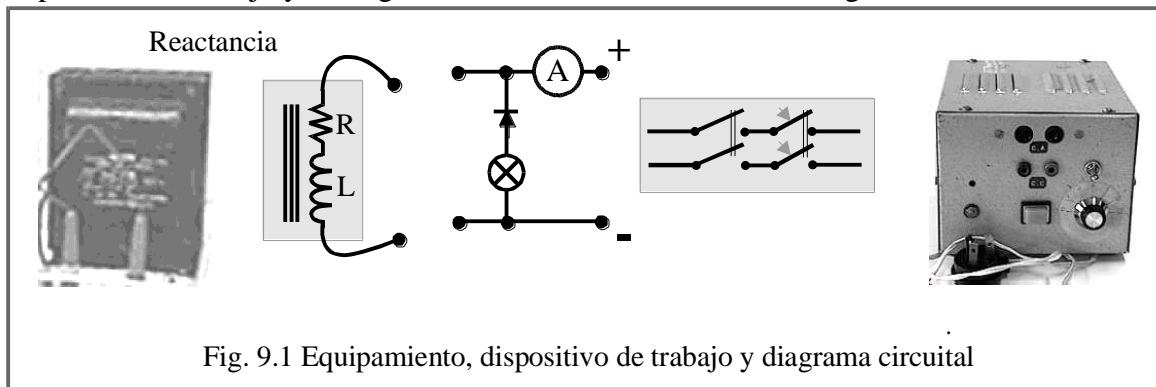 Reactancia
R
L
A
+
-
C.A
C.C
.
Fig. 9.1 Equipamiento, dispositivo de trabajo y diagrama circuital